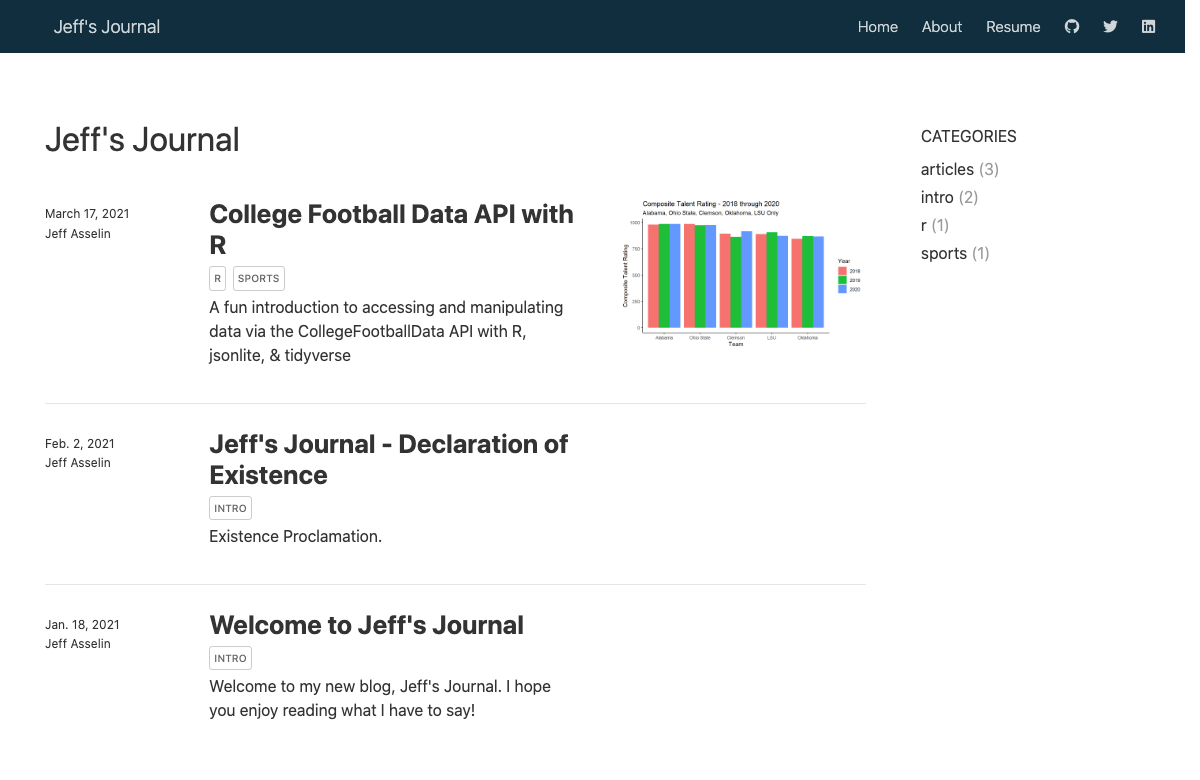 Jeff's Journal
Home About Resume
Jeff's Journal
CATEGORIES
articles (3)
intro (2)
r (1)
sports (1)
March 17, 2021
Jeff Asselin
College Football Data API with
R
R SPORTS
A fun introduction to accessing and manipulating
data via the CollegeFootballData API with R,
jsonlite, & tidyverse
Composite Talent Rating - 2018 through 2020
Alabama, Ohio State, Clemson, Oklahoma, LSU Only
Composite Talent Rating
1000
750
500
250
0
Alabama Ohio State Clemson LSU Oklahoma
Team
Year
2018
2019
2020
Feb. 2, 2021
Jeff Asselin
Jeff's Journal - Declaration of
Existence
INTRO
Existence Proclamation.
Jan. 18, 2021
Jeff Asselin
Welcome to Jeff's Journal
INTRO
Welcome to my new blog, Jeff's Journal. I hope
you enjoy reading what I have to say!